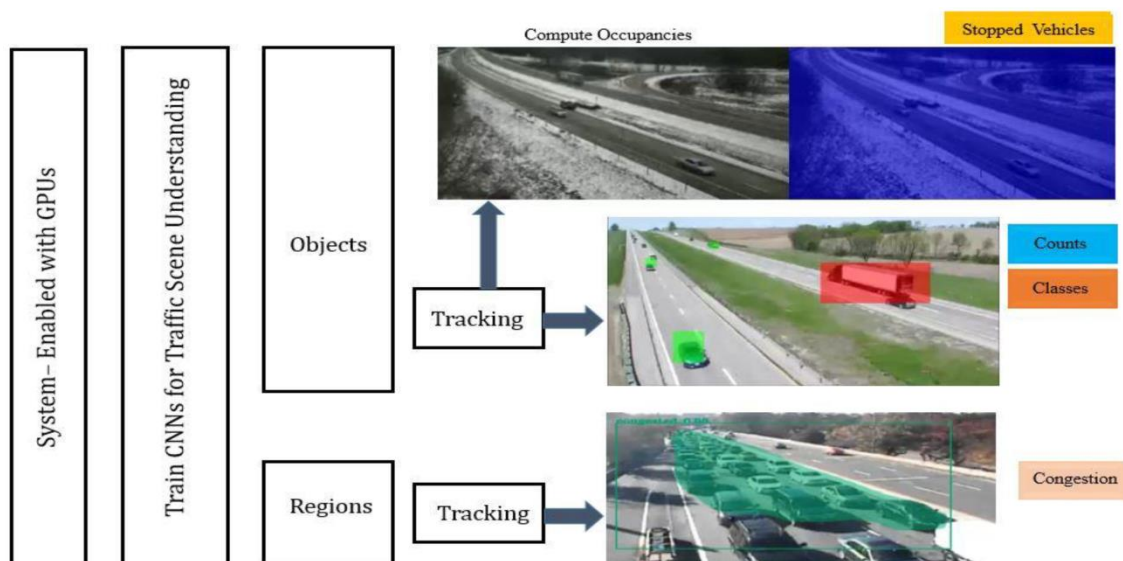 System– Enabled with GPUs
Train CNNs for Traffic Scene Understanding
Objects
Regions
Tracking
Tracking
Compute Occupancies
Stopped Vehicles
Counts
Classes
Congestion